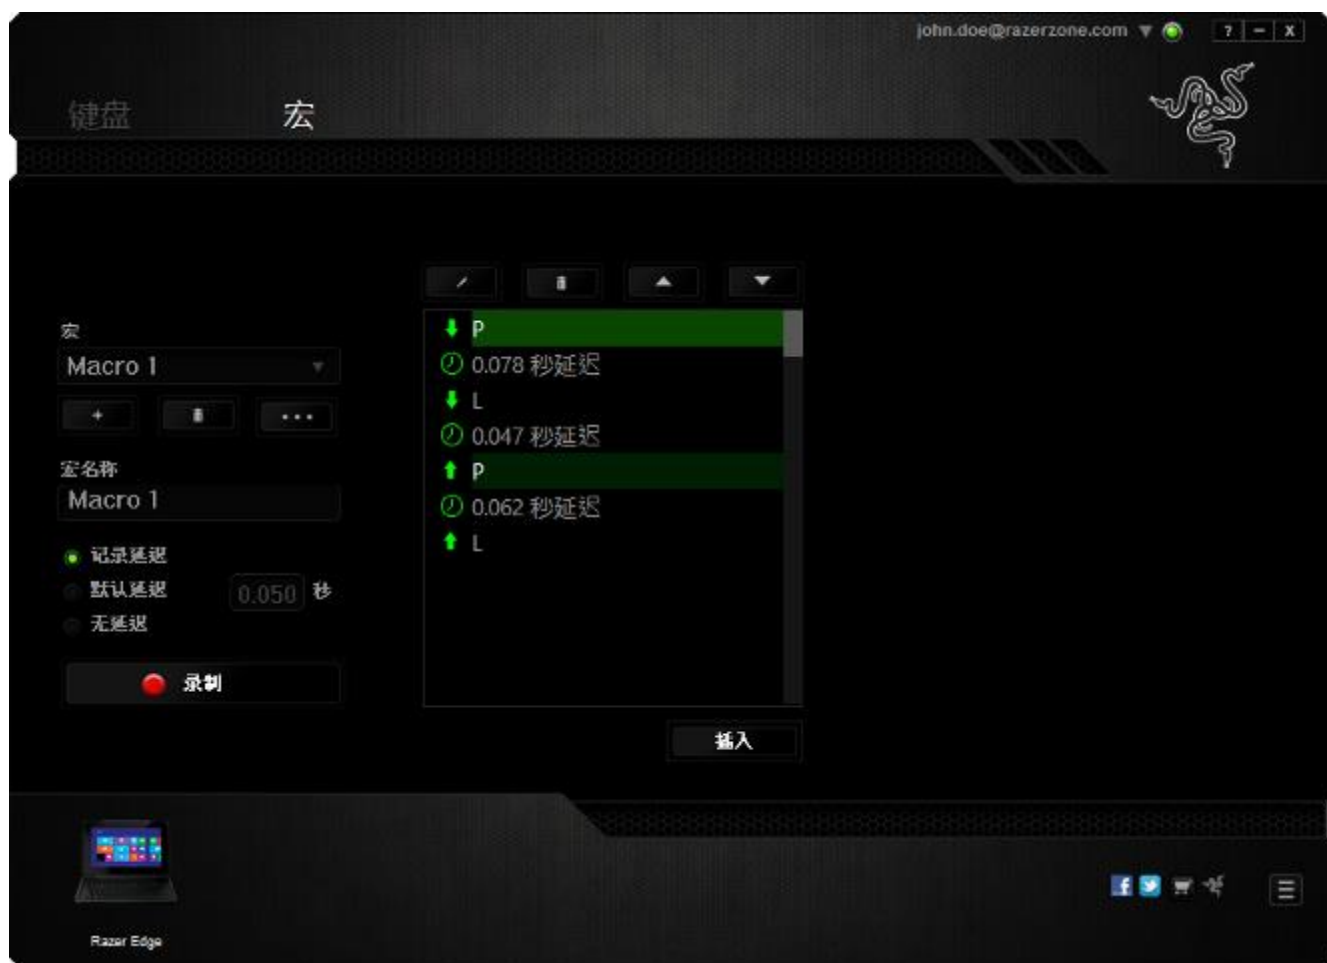 john.doe@razerzone.com
? - X
键盘 宏
宏
Macro 1
宏名称
Macro 1
记录延迟
默认延迟 0.050 秒
无延迟
录制
P
0.078 秒延迟
L
0.047 秒延迟
P
0.062 秒延迟
L
插入
Razer Edge